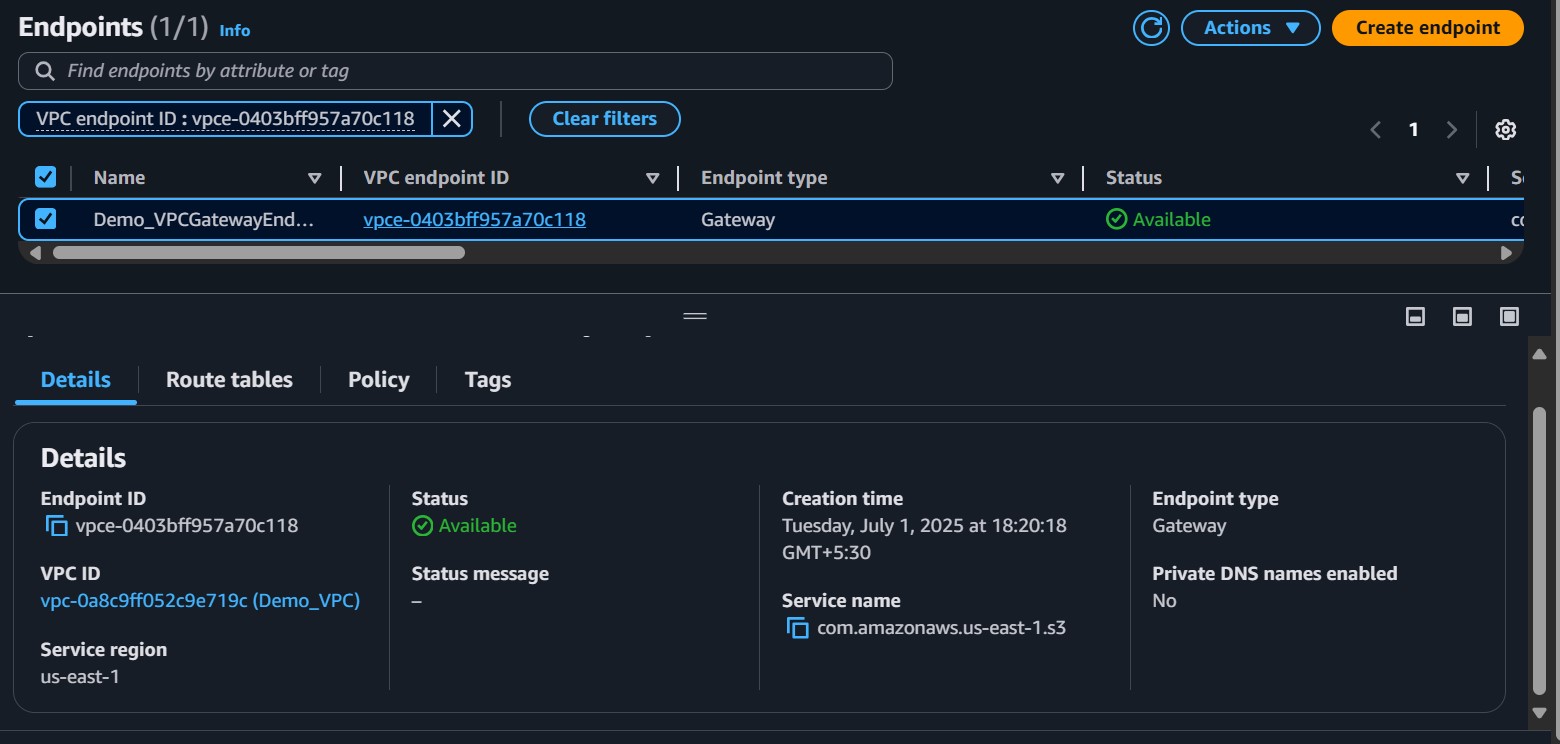 Endpoints (1/1) Info
Actions
Create endpoint
Find endpoints by attribute or tag
VPC endpoint ID : vpce-0403bff957a70c118
Clear filters
1
Name VPC endpoint ID Endpoint type Status
Demo_VPCGatewayEnd... vpce-0403bff957a70c118 Gateway Available
Details Route tables Policy Tags
Details
Endpoint ID
vpce-0403bff957a70c118
VPC ID
vpc-0a8c9ff052c9e719c (Demo_VPC)
Service region
us-east-1
Status
Available
Status message
–
Creation time
Tuesday, July 1, 2025 at 18:20:18
GMT+5:30
Service name
com.amazonaws.us-east-1.s3
Endpoint type
Gateway
Private DNS names enabled
No